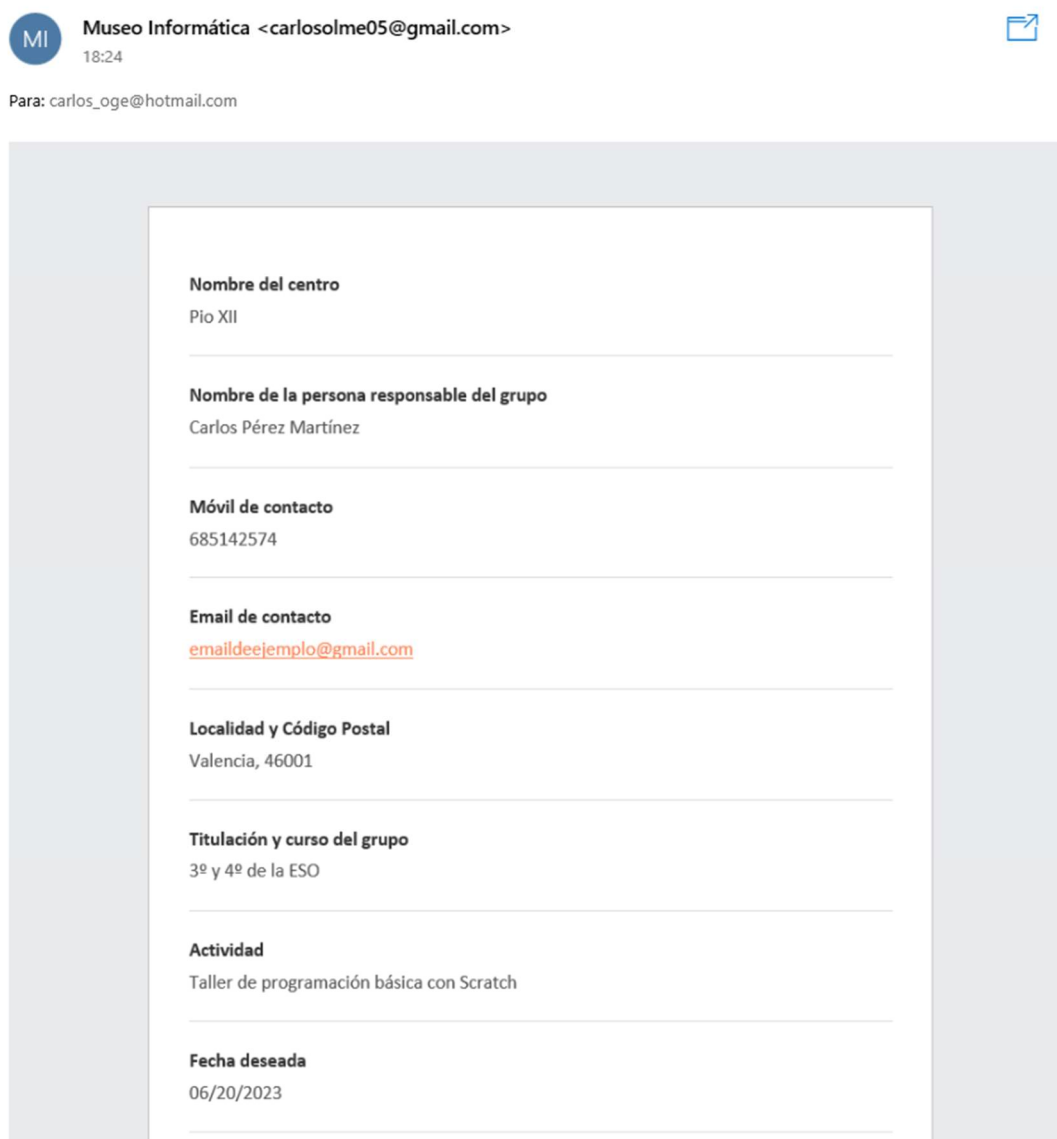 MI
Museo Informática <carlosolme05@gmail.com>
18:24
Para: carlos_oge@hotmail.com
Nombre del centro
Pio XII
Nombre de la persona responsable del grupo
Carlos Pérez Martínez
Móvil de contacto
685142574
Email de contacto
emaildeejemplo@gmail.com
Localidad y Código Postal
Valencia, 46001
Titulación y curso del grupo
3º y 4º de la ESO
Actividad
Taller de programación básica con Scratch
Fecha deseada
06/20/2023